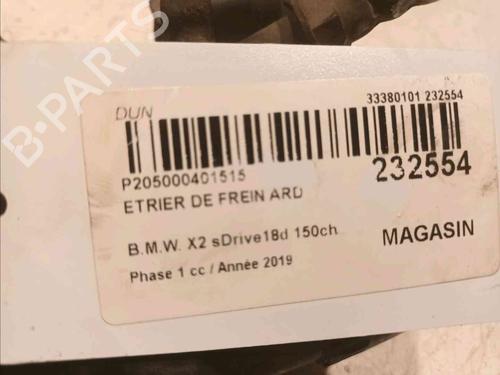 DUN
33380101 232554
P205000401515
232554
ETRIER DE FREIN ARD
B.M.W. X2 sDrive18d 150ch
MAGASIN
Phase 1 cc / Année 2019
B-PARTS